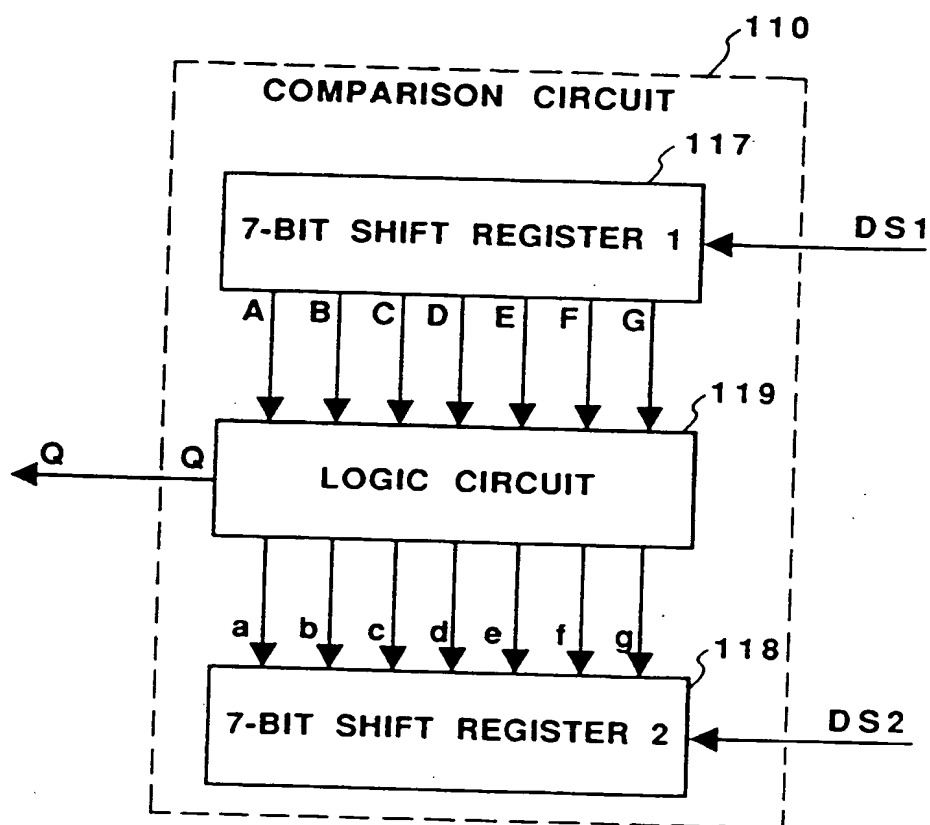 110
COMPARISON CIRCUIT
117
7-BIT SHIFT REGISTER 1
DS1
A B C D E F G
119
Q Q
LOGIC CIRCUIT
a b c d e f g
118
7-BIT SHIFT REGISTER 2
DS2